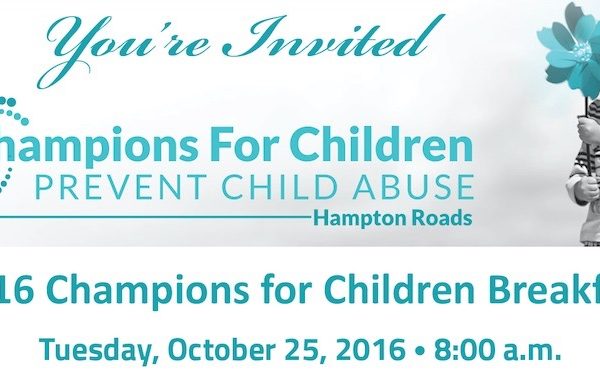 You're Invited
hampions For Children
PREVENT CHILD ABUSE
Hampton Roads
16 Champions for Children Breakf
Tuesday, October 25, 2016 • 8:00 a.m.